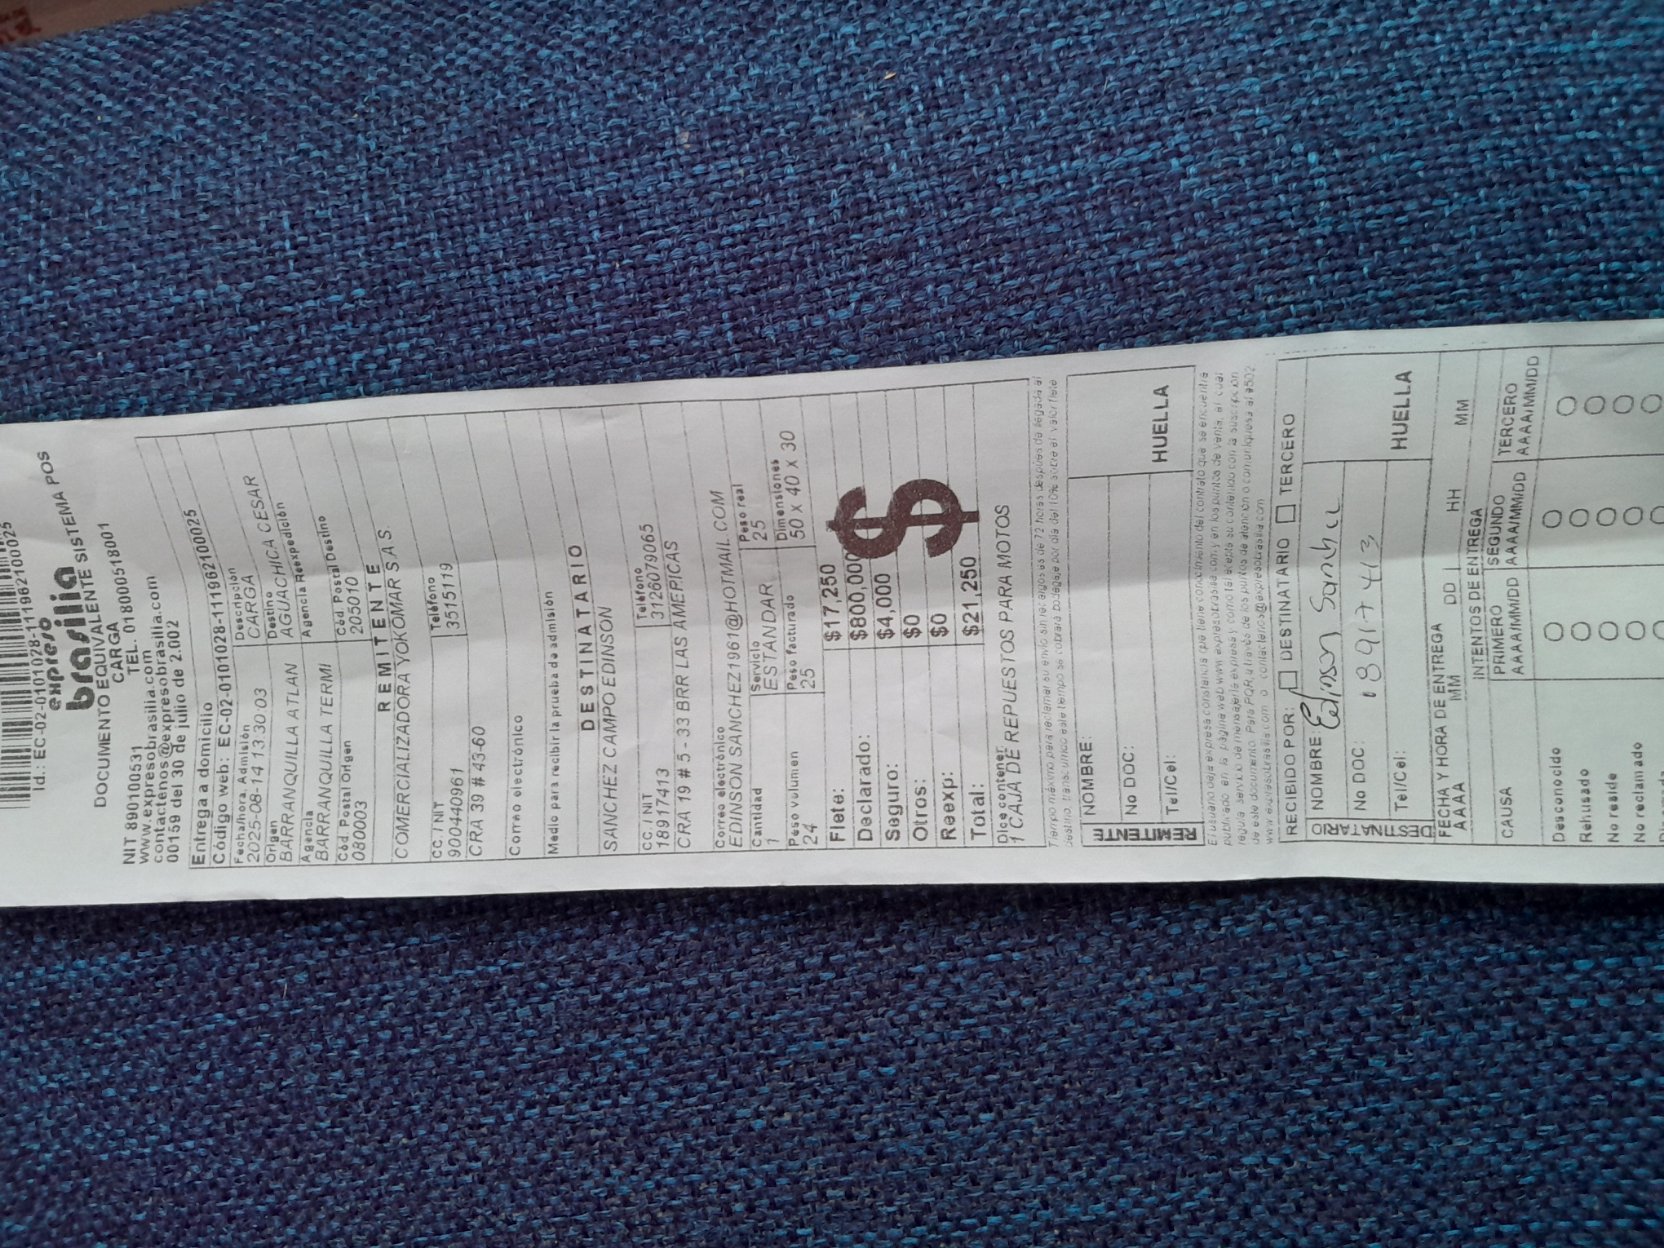 Id.: EC-02-0101028-111962100025
expreso
brasilia
DOCUMENTO EQUIVALENTE SISTEMA POS
CARGA
TEL. 018000518001
NIT 890100531
www.expresobrasilia.com
contactenos@expresobrasilia.com
00159 del 30 de julio de 2.002
Entrega a domicilio
Código web: EC-02-0101028-111962100025
Fecha/hora. Admisión Descripción
2025-08-14 13 30 03 CARGA
Origen Destino
BARRANQUILLA ATLAN AGUACHICA CESAR
Agencia Agencia Reexpedición
BARRANQUILLA TERMI
Cód Postal Origen Cód Postal Destino
080003 205010
REMITENTE
COMERCIALIZADORA YOKOMAR S A S
CC. / NIT Teléfono
900440961 3515119
CRA 39 # 43-60
Correo electrónico
Medio para recibir la prueba de admisión
DESTINATARIO
SANCHEZ CAMPO EDINSON
CC. / NIT Teléfono
18917413 3126079065
CRA 19 # 5 - 33 BRR LAS AMERICAS
Correo electrónico
EDINSON SANCHEZ1961@HOTMAIL COM
Cantidad Servicio Peso real
1 ESTANDAR 25
Peso volumen Peso facturado Dimensiones
24 25 50 X 40 X 30
Flete: $17,250
Declarado: $800,000
Seguro: $4,000
Otros: $0
Reexp: $0
Total: $21,250
$$
Dice contener
1 CAJA DE REPUESTOS PARA MOTOS
REMITENTE
NOMBRE:
No DOC:
Tel/Cel:
HUELLA
RECIBIDO POR: DESTINATARIO TERCERO
DESTINATARIO
NOMBRE:
No DOC: 18917413
Tel/Cel:
HUELLA
FECHA Y HORA DE ENTREGA
AAAA MM DD HH MM
INTENTOS DE ENTREGA
CAUSA PRIMERO SEGUNDO TERCERO
AAAA/MM/DD AAAA/MM/DD AAAA/MM/DD
Desconocido
Rehusado
No reside
No reclamado